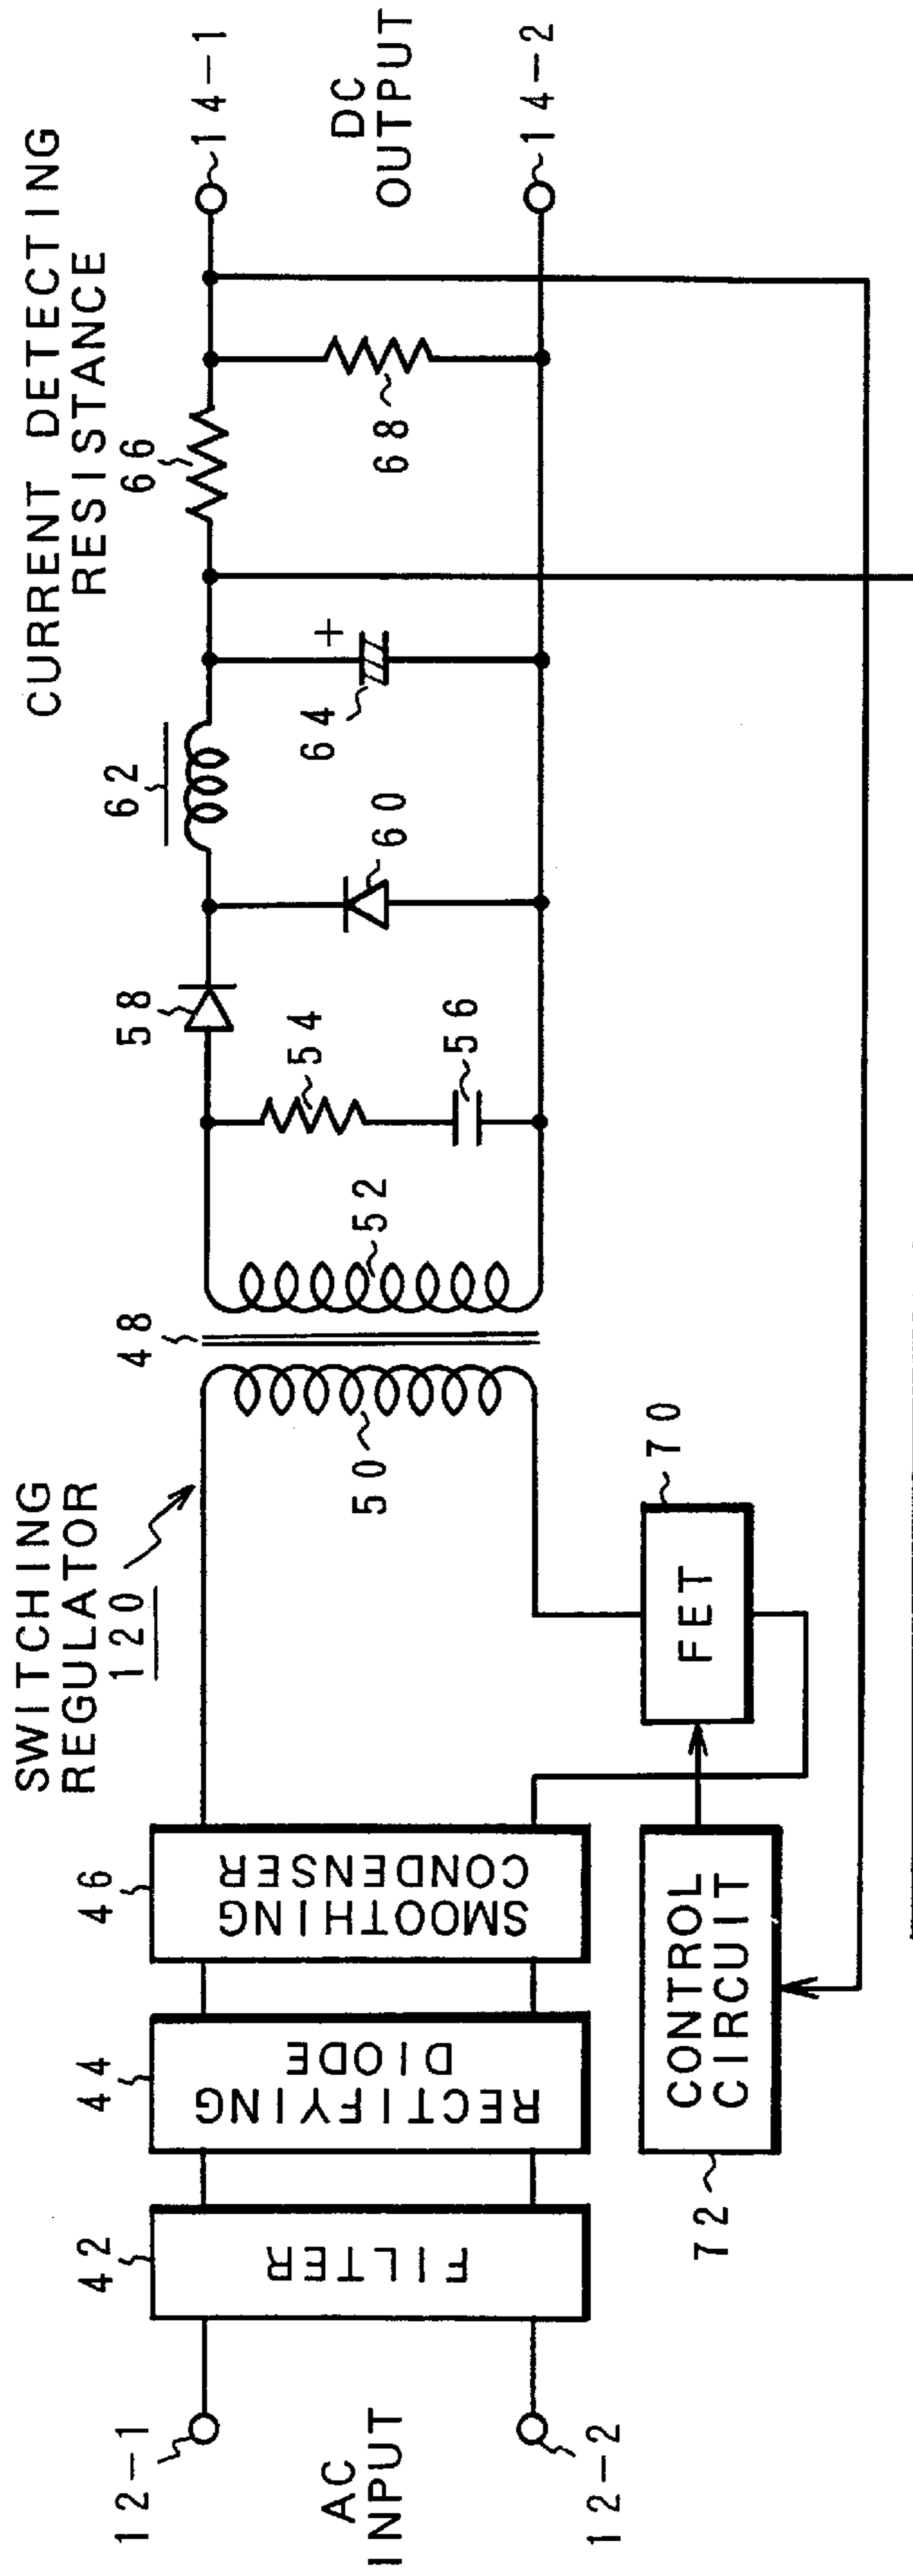 SWITCHING
REGULATOR
120
CURRENT DETECTING
RESISTANCE
12-1
42
44
46
48
58
62
66
14-1
AC
INPUT
FILTER
RECTIFYING
DIODE
SMOOTHING
CONDENSER
50
52
54
56
60
64
68
DC
OUTPUT
12-2
14-2
72
CONTROL
CIRCUIT
FET
70
+